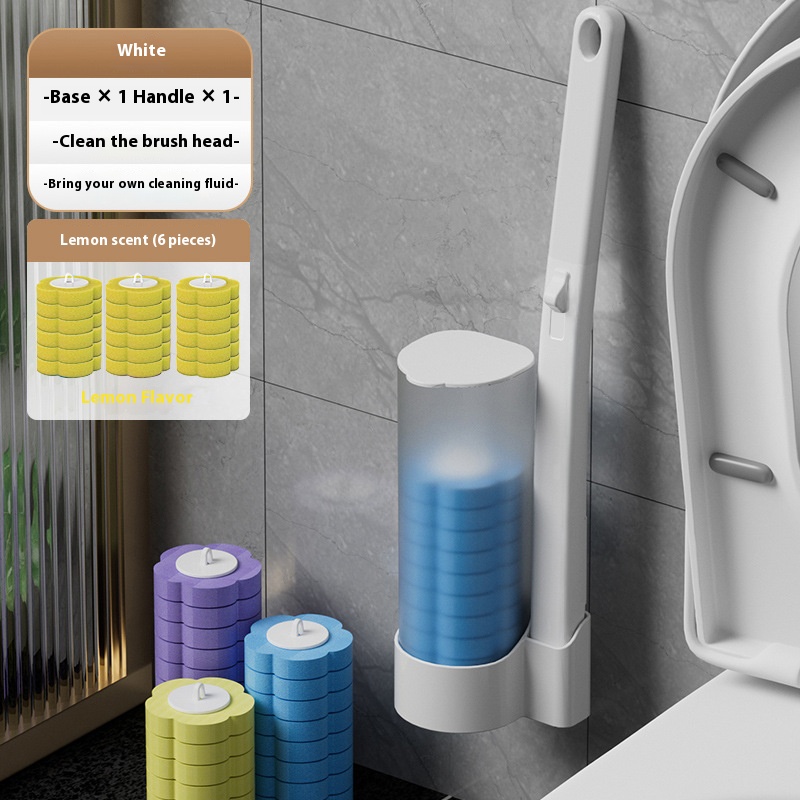 White
-Base × 1 Handle × 1-
-Clean the brush head-
-Bring your own cleaning fluid-
Lemon scent (6 pieces)
Lemun Flavor